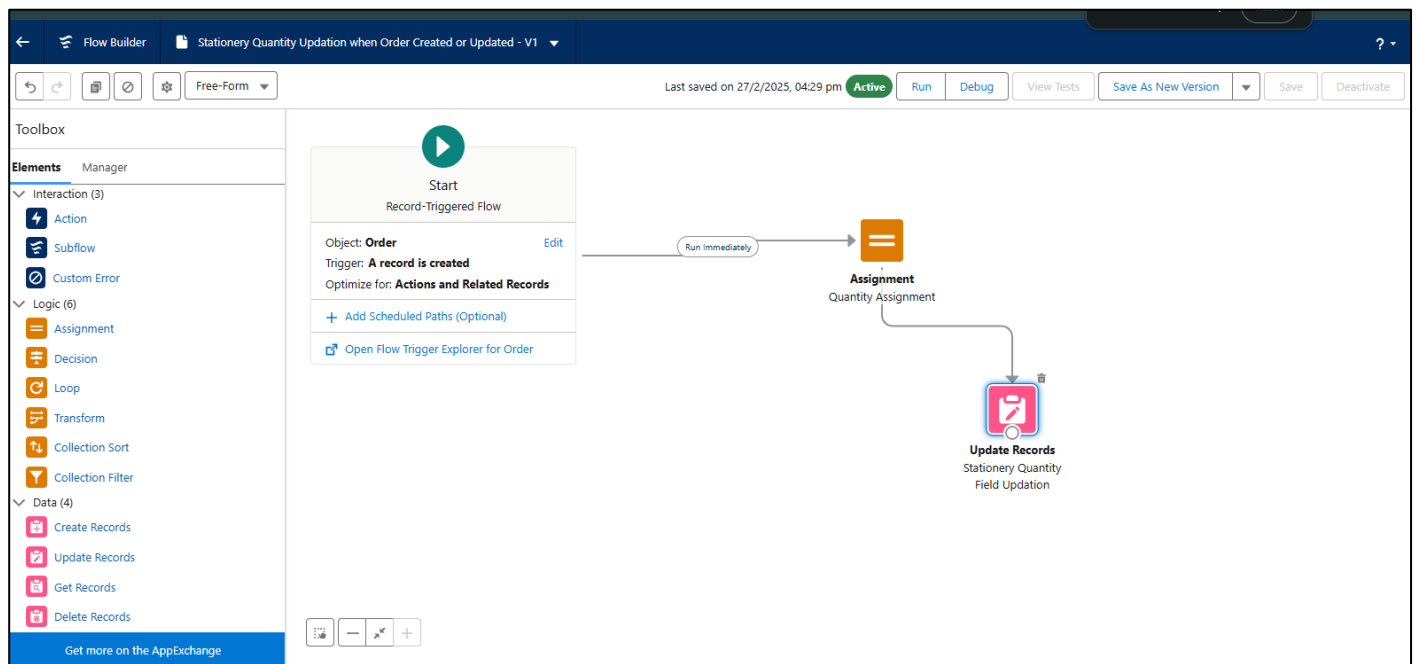 Flow Builder
Stationery Quantity Updation when Order Created or Updated - V1
?
Free-Form
Last saved on 27/2/2025, 04:29 pm
Active
Run
Debug
View Tests
Save As New Version
Save
Deactivate
Toolbox
Elements
Manager
Interaction (3)
Action
Subflow
Custom Error
Logic (6)
Assignment
Decision
Loop
Transform
Collection Sort
Collection Filter
Data (4)
Create Records
Update Records
Get Records
Delete Records
Get more on the AppExchange
Start
Record-Triggered Flow
Object: Order
Edit
Trigger: A record is created
Optimize for: Actions and Related Records
+ Add Scheduled Paths (Optional)
Open Flow Trigger Explorer for Order
Run Immediately
Assignment
Quantity Assignment
Update Records
Stationery Quantity
Field Updation